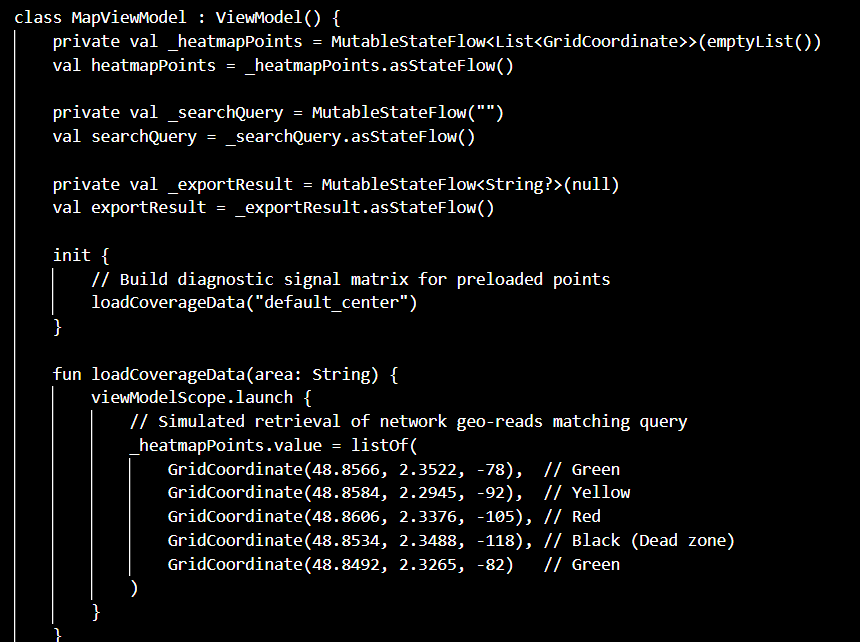 class MapViewModel : ViewModel() {
    private val _heatmapPoints = MutableStateFlow<List<GridCoordinate>>(emptyList())
    val heatmapPoints = _heatmapPoints.asStateFlow()

    private val _searchQuery = MutableStateFlow("")
    val searchQuery = _searchQuery.asStateFlow()

    private val _exportResult = MutableStateFlow<String?>(null)
    val exportResult = _exportResult.asStateFlow()

    init {
        // Build diagnostic signal matrix for preloaded points
        loadCoverageData("default_center")
    }

    fun loadCoverageData(area: String) {
        viewModelScope.launch {
            // Simulated retrieval of network geo-reads matching query
            _heatmapPoints.value = listOf(
                GridCoordinate(48.8566, 2.3522, -78),  // Green
                GridCoordinate(48.8584, 2.2945, -92),  // Yellow
                GridCoordinate(48.8606, 2.3376, -105), // Red
                GridCoordinate(48.8534, 2.3488, -118), // Black (Dead zone)
                GridCoordinate(48.8492, 2.3265, -82)   // Green
            )
        }
    }